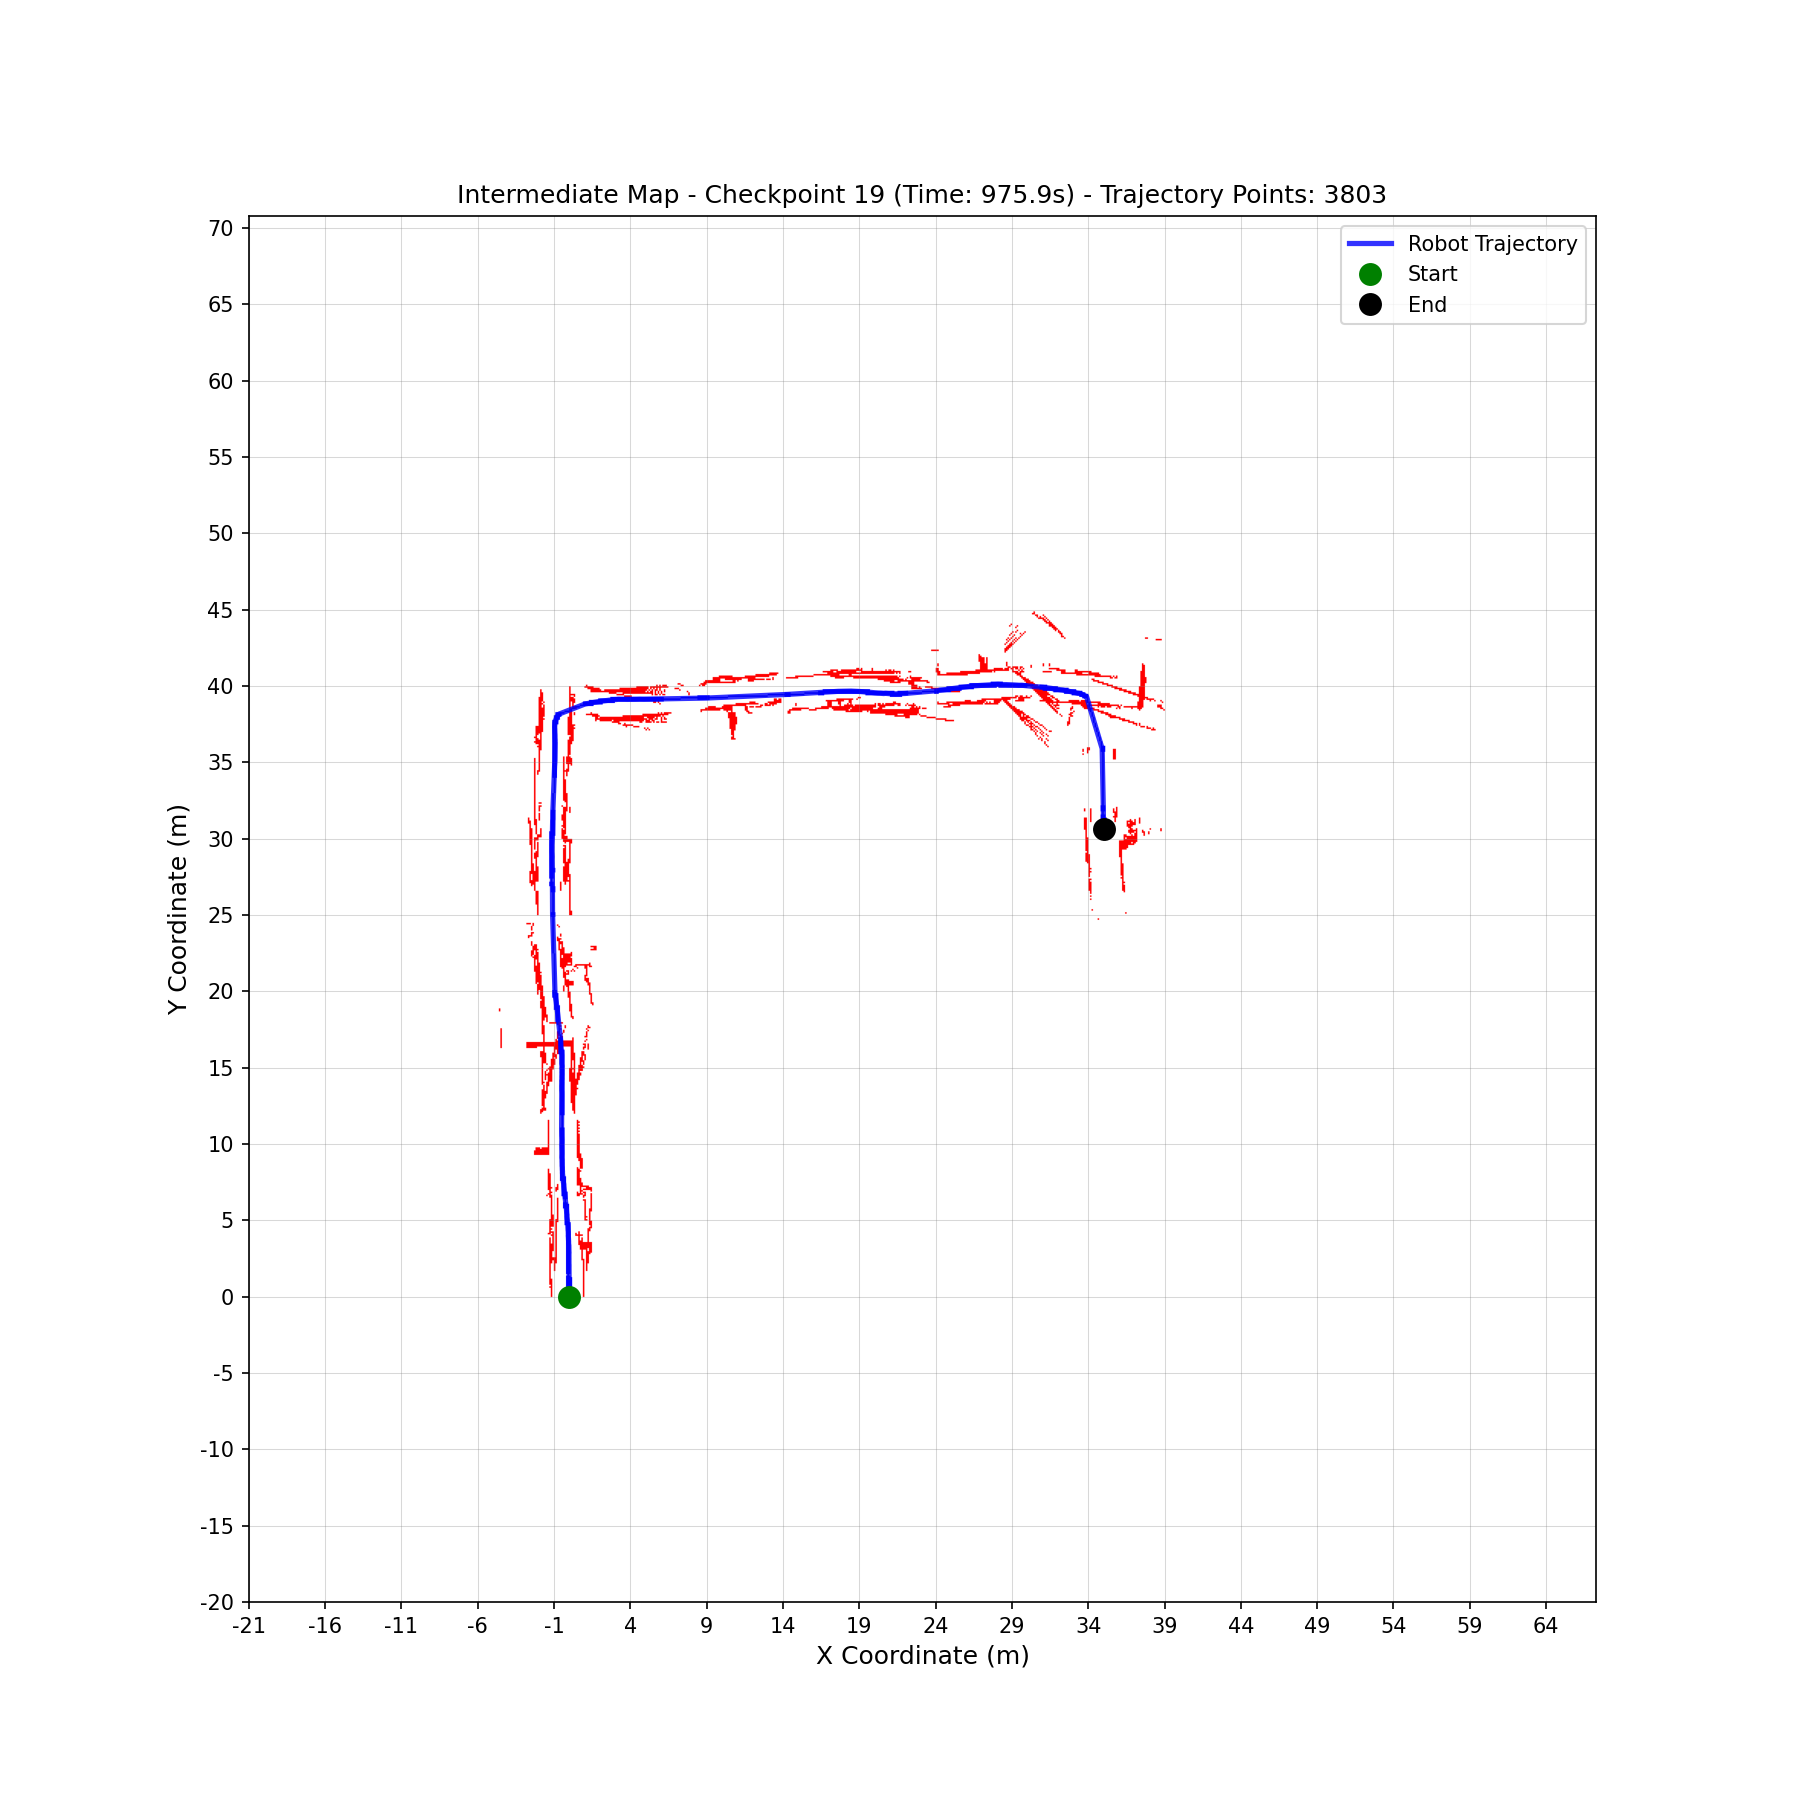 Intermediate Map - Checkpoint 19 (Time: 975.9s) - Trajectory Points: 3803
Robot Trajectory
Start
End
Y Coordinate (m)
70
65
60
55
50
45
40
35
30
25
20
15
10
5
0
-5
-10
-15
-20
-21 -16 -11 -6 -1 4 9 14 19 24 29 34 39 44 49 54 59 64
X Coordinate (m)